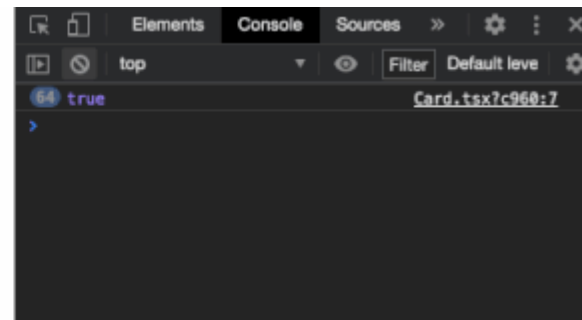 Elements Console Sources »
top Filter Default leve
64 true Card.tsx?c960:7
>